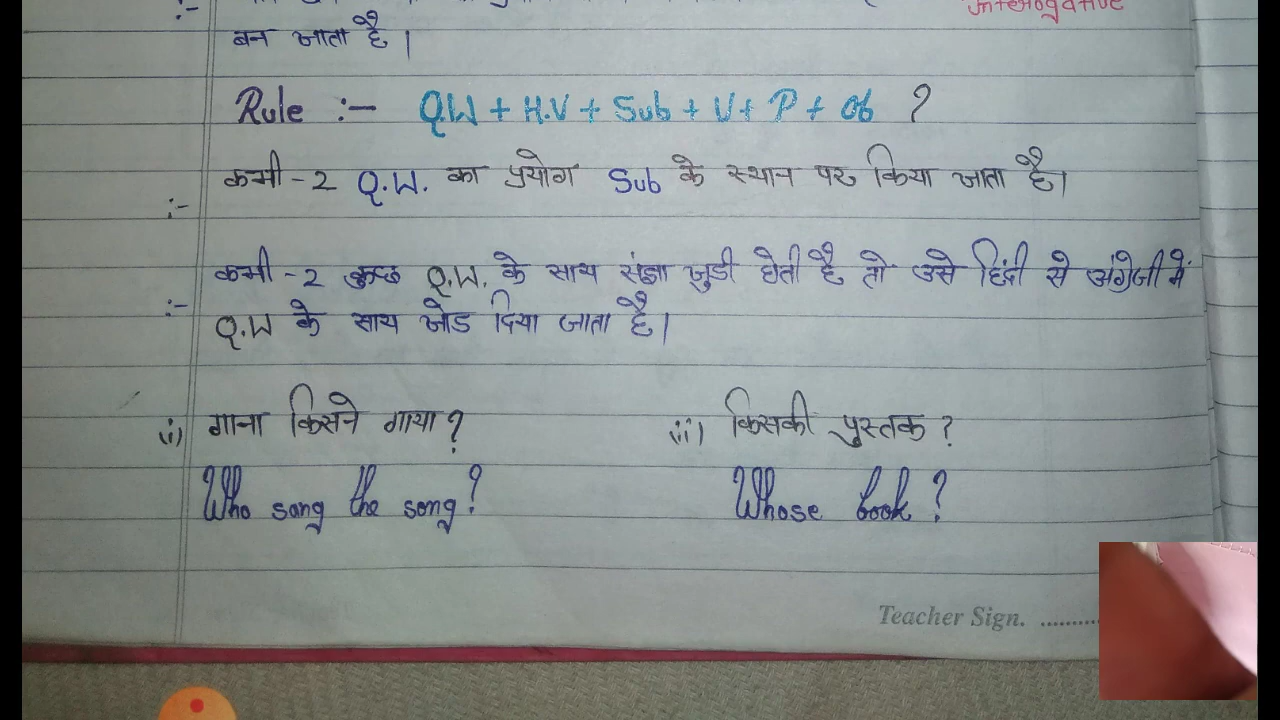 Interrogative
:-
बन जाता है।
Rule :- Q.W + H.V + Sub + V + P + Ob ?
कभी-2 Q.W. का प्रयोग Sub के स्थान पर किया जाता है।
:-
कभी-2 कुछ Q.W. के साथ संज्ञा जुडी होती है तो उसे हिंदी से अंग्रेजी में
:-
Q.W के साथ जोड दिया जाता है।
(i) गाना किसने गाया? (ii) किसकी पुस्तक?
Who sang the song? Whose book?
Teacher Sign. ..........